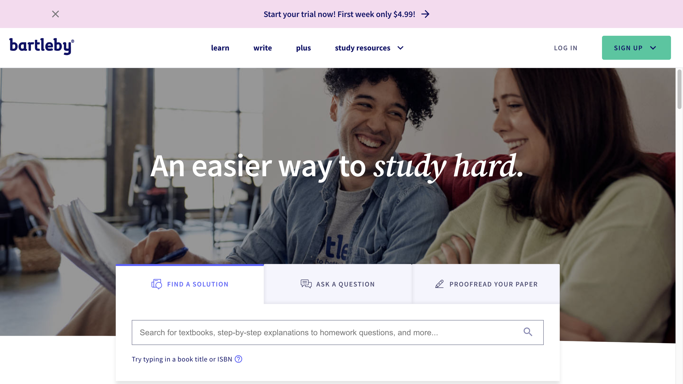 Start your trial now! First week only $4.99!
bartleby
learn
write
plus
study resources
LOG IN
SIGN UP
An easier way to study hard.
FIND A SOLUTION
ASK A QUESTION
PROOFREAD YOUR PAPER
Search for textbooks, step-by-step explanations to homework questions, and more...
Try typing in a book title or ISBN